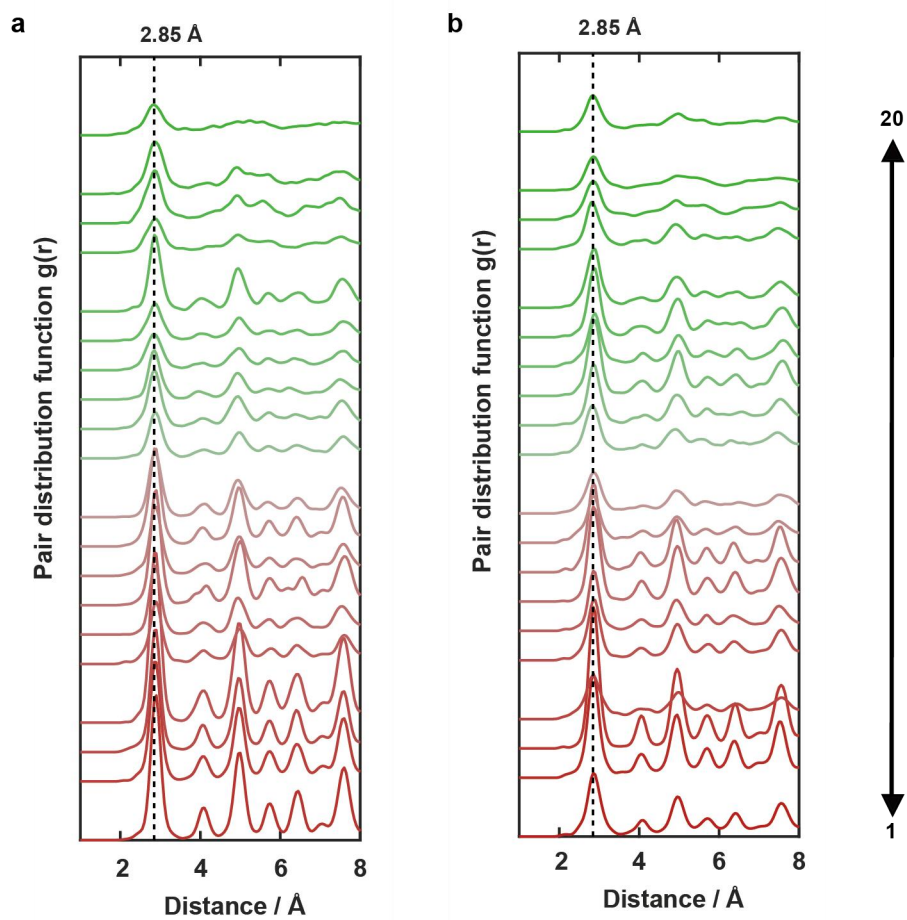 a
2.85 Å
Pair distribution function g(r)
2 4 6 8
Distance / Å
b
2.85 Å
Pair distribution function g(r)
2 4 6 8
Distance / Å
20
1